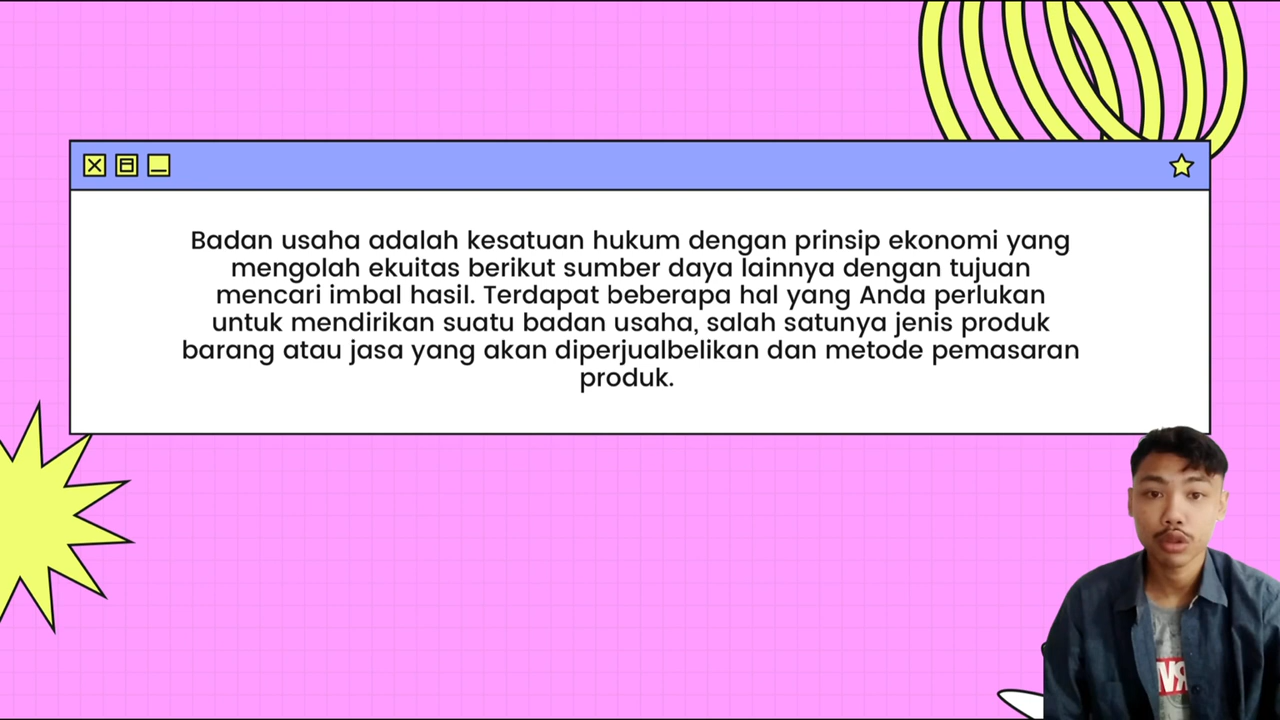 Badan usaha adalah kesatuan hukum dengan prinsip ekonomi yang
mengolah ekuitas berikut sumber daya lainnya dengan tujuan
mencari imbal hasil. Terdapat beberapa hal yang Anda perlukan
untuk mendirikan suatu badan usaha, salah satunya jenis produk
barang atau jasa yang akan diperjualbelikan dan metode pemasaran
produk.